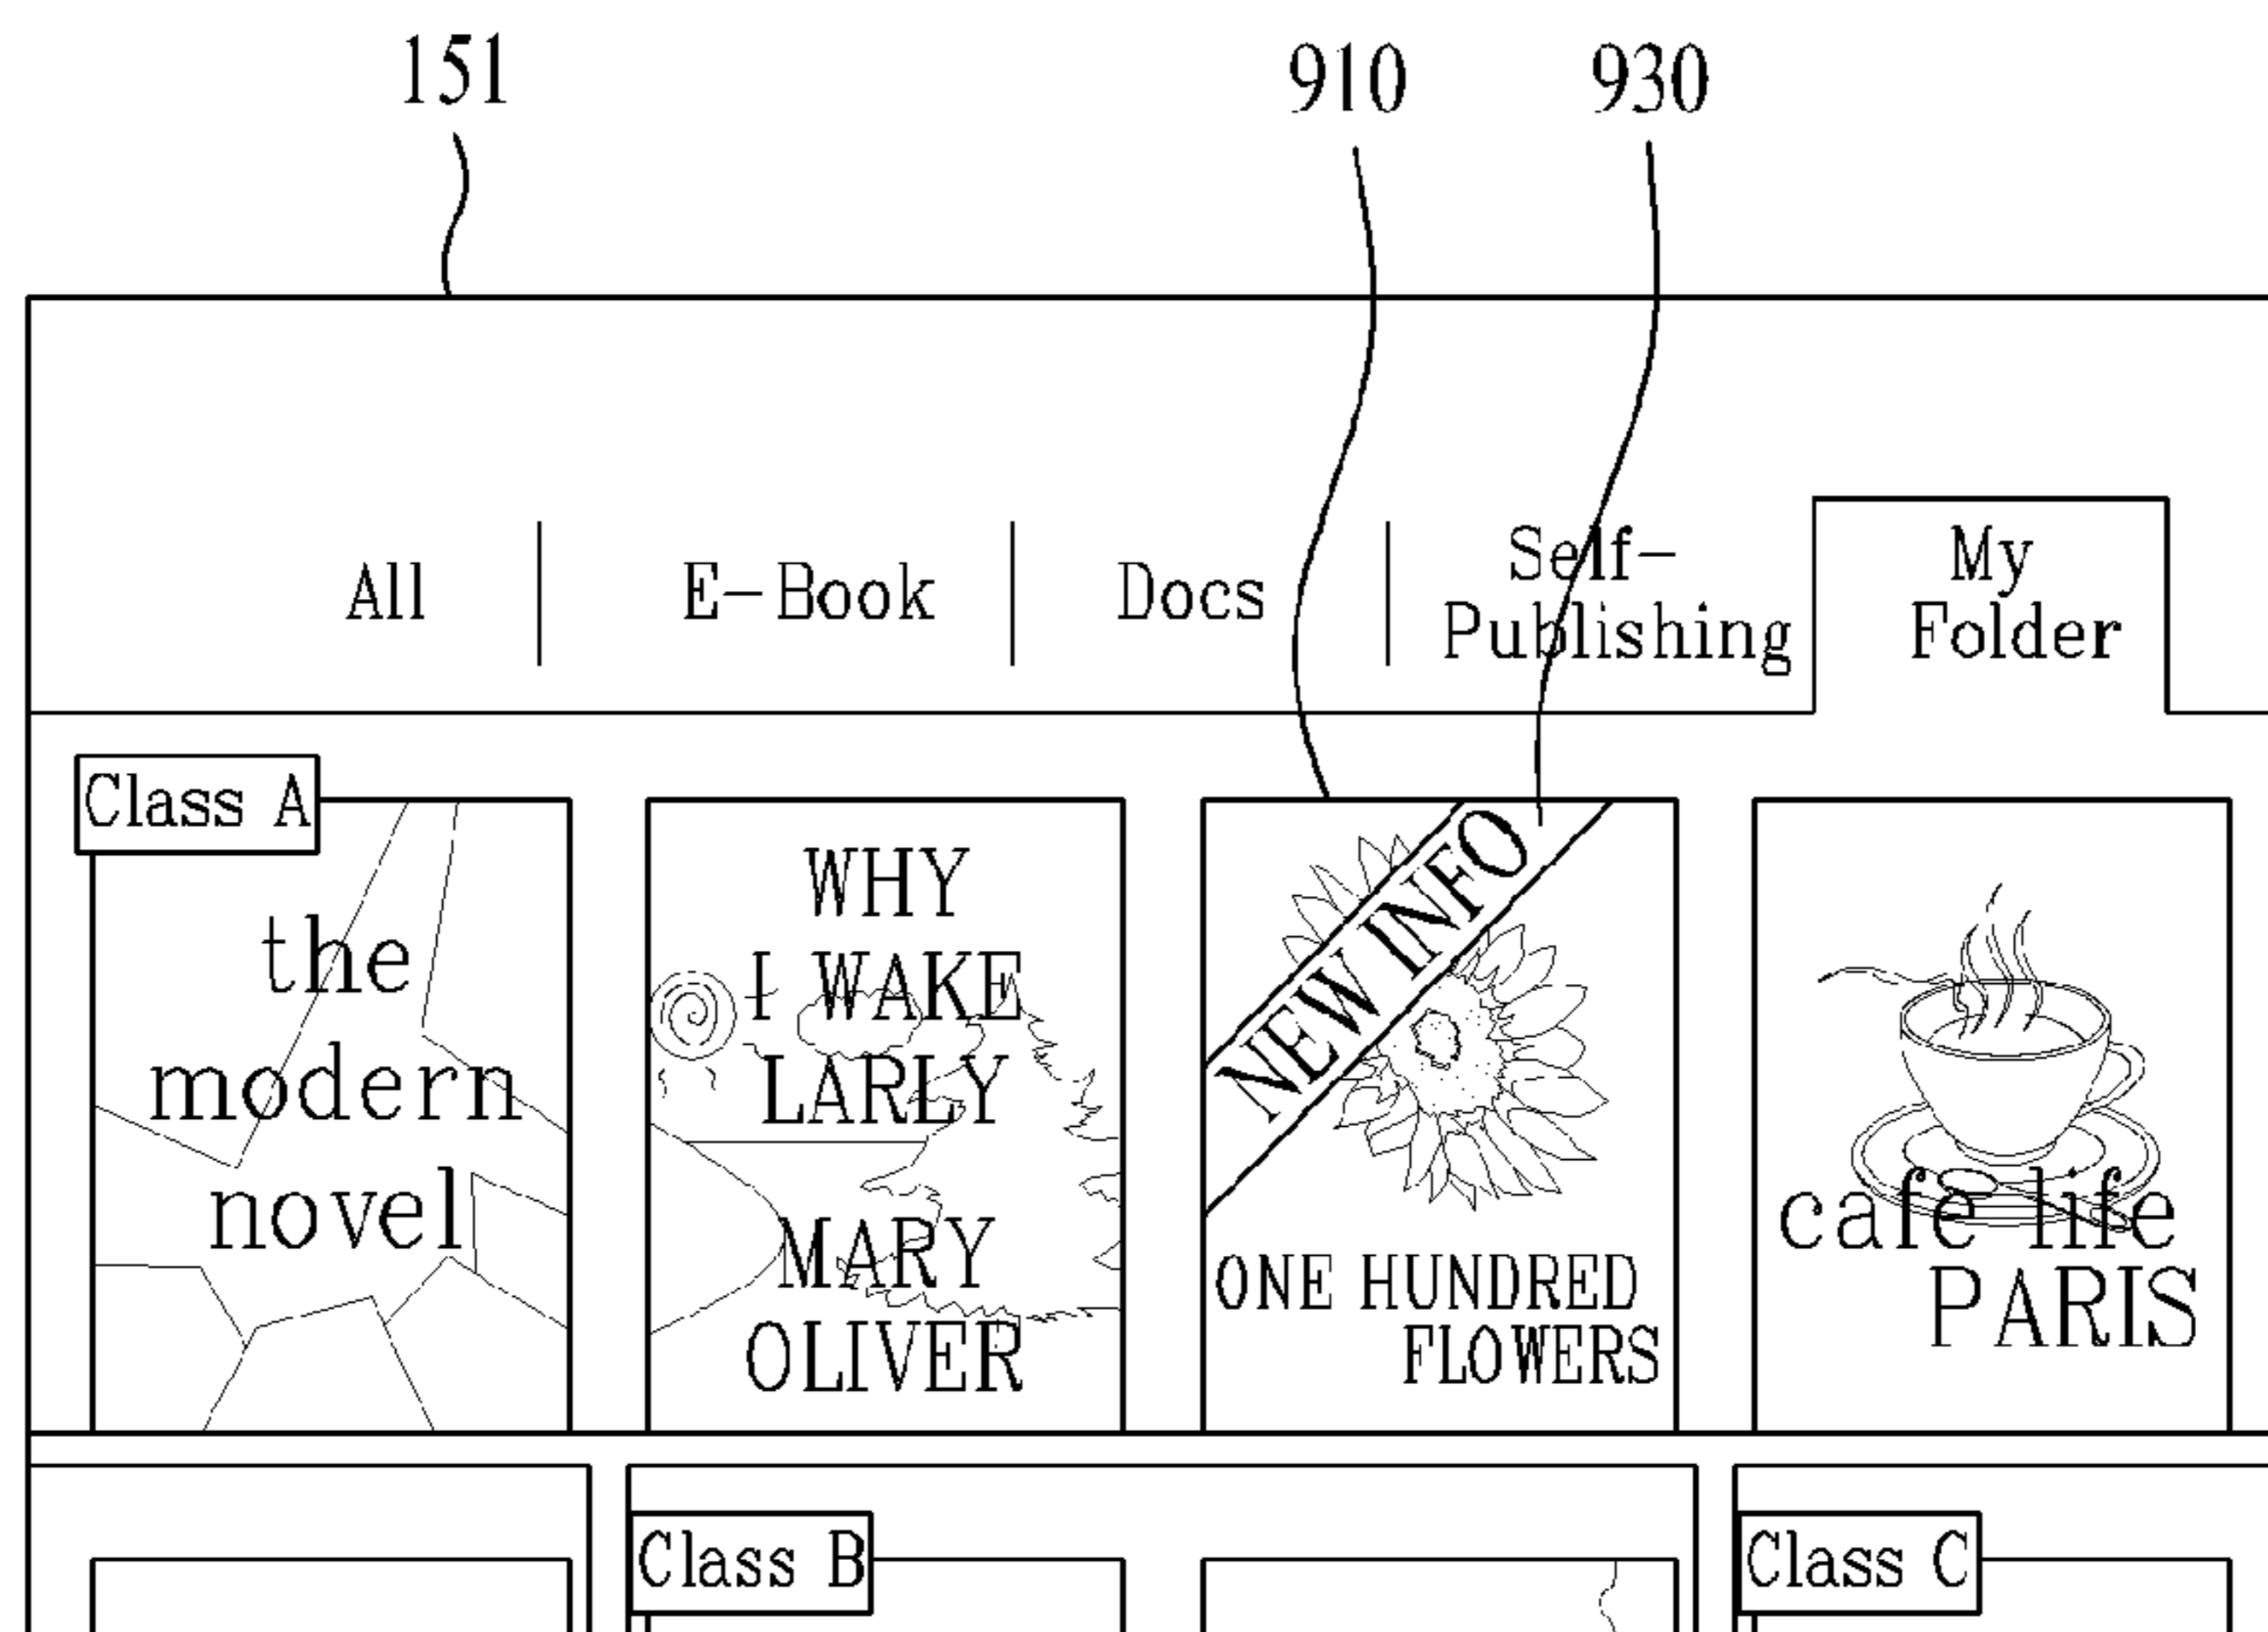 151
910
930
All
E-Book
Docs
Self-
Publishing
My
Folder
Class A
the
modern
novel
WHY
I WAKE
LARLY
MARY
OLIVER
NEW INFO
ONE HUNDRED
FLOWERS
cafe life
PARIS
Class B
Class C